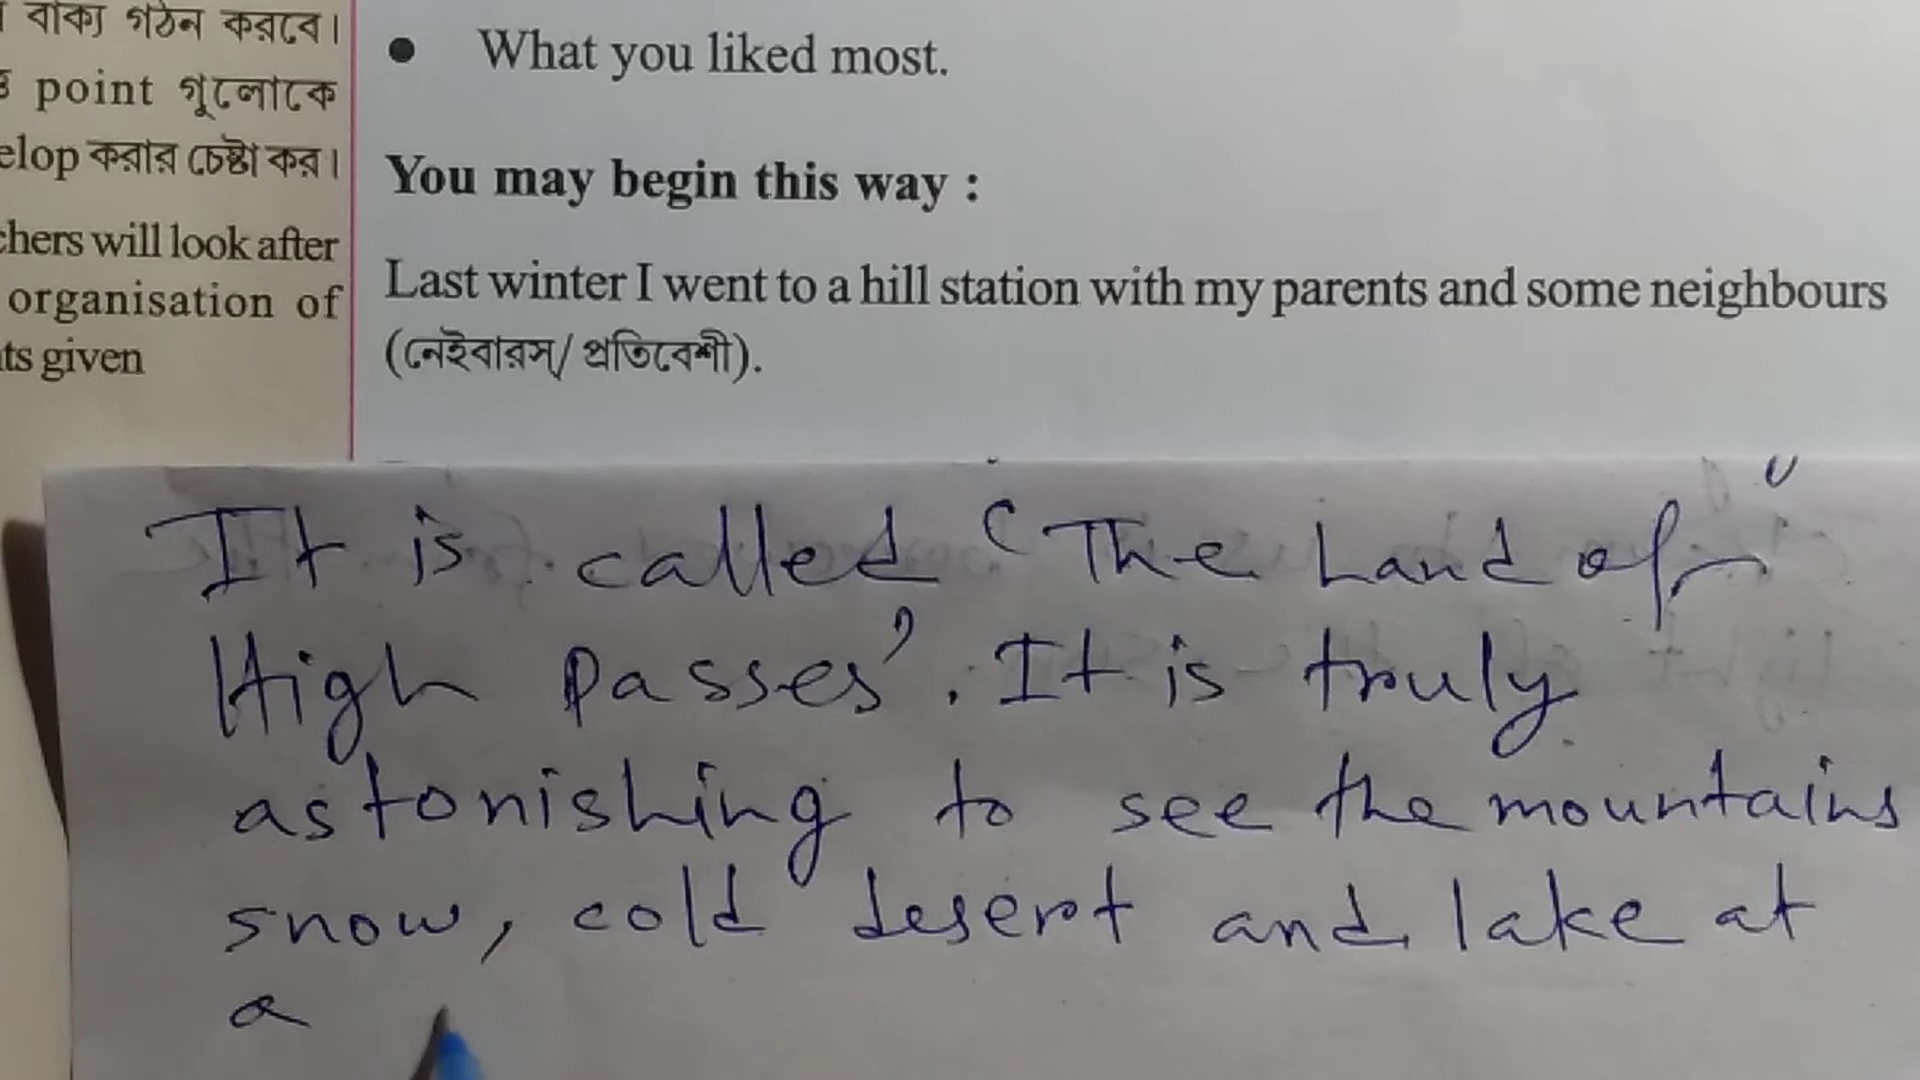 বাক্য গঠন করবে।
point গুলোকে
elop করার চেষ্টা কর।
chers will look after
organisation of
ts given
● What you liked most.
You may begin this way :
Last winter I went to a hill station with my parents and some neighbours
(নেইবারস্/ প্রতিবেশী).
It is called 'The Land of
High Passes'. It is truly
astonishing to see the mountains
snow, cold desert and lake at
a